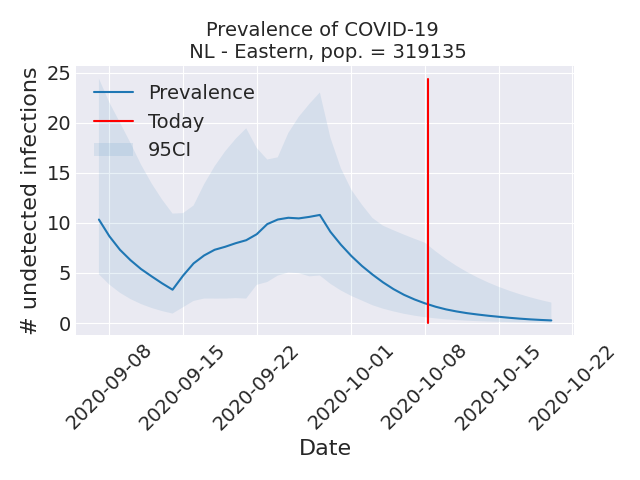 Prevalence of COVID-19
NL - Eastern, pop. = 319135
# undetected infections
25
20
15
10
5
0
Prevalence
Today
95CI
2020-09-08
2020-09-15
2020-09-22
2020-10-01
2020-10-08
2020-10-15
2020-10-22
Date